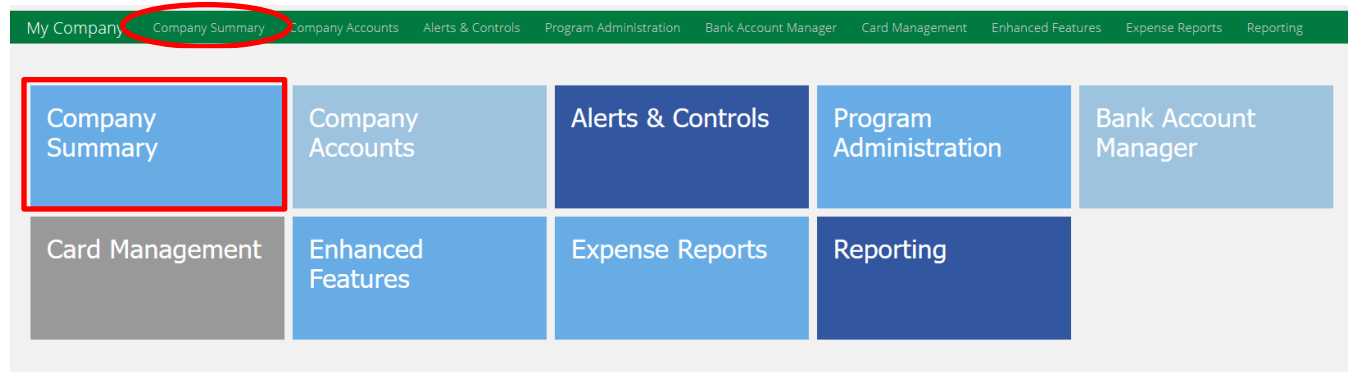 My Company Company Summary Company Accounts Alerts & Controls Program Administration Bank Account Manager Card Management Enhanced Features Expense Reports Reporting
Company
Summary
Company
Accounts
Alerts & Controls
Program
Administration
Bank Account
Manager
Card Management
Enhanced
Features
Expense Reports
Reporting